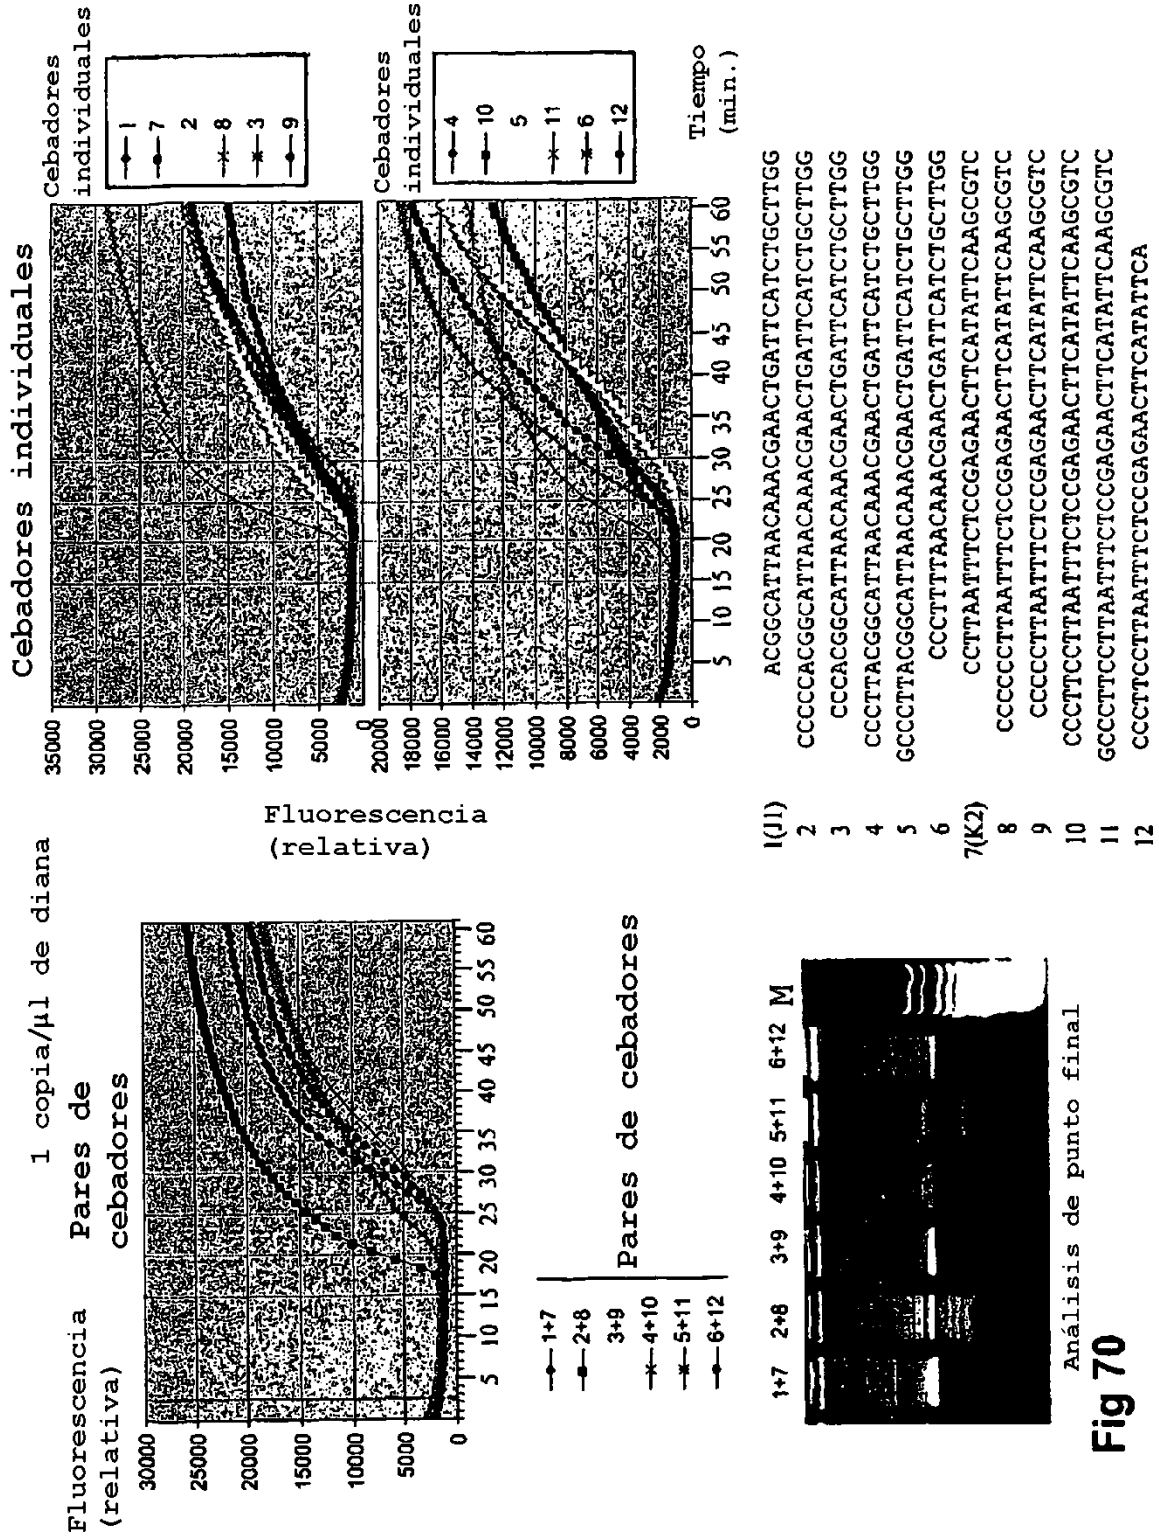 1 copia/µl de diana
Fluorescencia
(relativa)
Pares de
cebadores
30000
25000
20000
15000
10000
5000
0
5 10 15 20 25 30 35 40 45 50 55 60
1+7
2+8
3+9
4+10
5+11
6+12
Pares de cebadores
1+7 2+8 3+9 4+10 5+11 6+12 M
Análisis de punto final
Fig 70
Cebadores individuales
35000
30000
25000
20000
15000
10000
5000
0
Cebadores
individuales
1
7
2
8
3
9
Fluorescencia
(relativa)
20000
18000
16000
14000
12000
10000
8000
6000
4000
2000
0
5 10 15 20 25 30 35 40 45 50 55 60
Cebadores
individuales
4
10
5
11
6
12
Tiempo
(min.)
1(J1) ACGGCATTAACAAACGAACTGATTCATCTGCTTGG
2 CCCCACGGCATTAACAAACGAACTGATTCATCTGCTTGG
3 CCCACGGCATTAACAAACGAACTGATTCATCTGCTTGG
4 CCCTTACGGCATTAACAAACGAACTGATTCATCTGCTTGG
5 GCCCTTACGGCATTAACAAACGAACTGATTCATCTGCTTGG
6 CCCTTTTAACAAACGAACTGATTCATCTGCTTGG
7(K2) CCTTAATTTCTCCGAGAACTTCATATTCAAGCGTC
8 CCCCCCTTAATTTCTCCGAGAACTTCATATTCAAGCGTC
9 CCCCCTTAATTTCTCCGAGAACTTCATATTCAAGCGTC
10 CCCTTCCTTAATTTCTCCGAGAACTTCATATTCAAGCGTC
11 GCCCTTCCTTAATTTCTCCGAGAACTTCATATTCAAGCGTC
12 CCCTTCCTTAATTTCTCCGAGAACTTCATATTCA